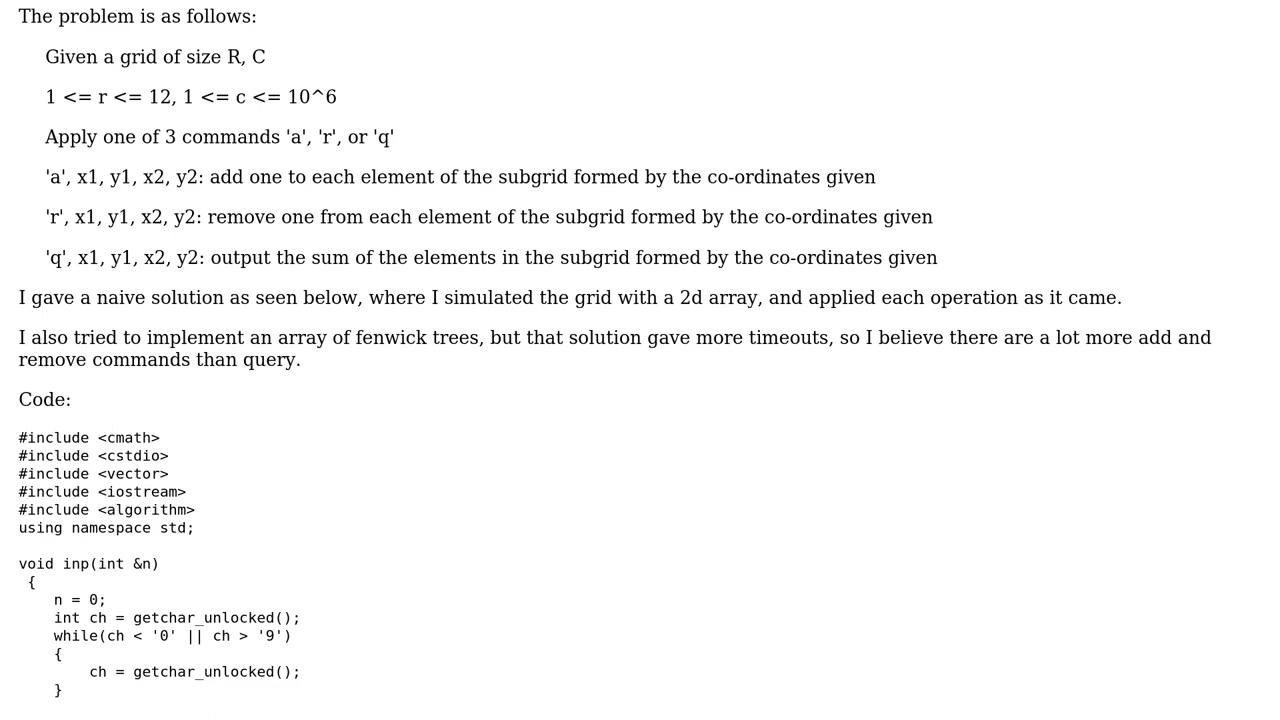 The problem is as follows:
Given a grid of size R, C
1 <= r <= 12, 1 <= c <= 10^6
Apply one of 3 commands 'a', 'r', or 'q'
'a', x1, y1, x2, y2: add one to each element of the subgrid formed by the co-ordinates given
'r', x1, y1, x2, y2: remove one from each element of the subgrid formed by the co-ordinates given
'q', x1, y1, x2, y2: output the sum of the elements in the subgrid formed by the co-ordinates given
I gave a naive solution as seen below, where I simulated the grid with a 2d array, and applied each operation as it came.
I also tried to implement an array of fenwick trees, but that solution gave more timeouts, so I believe there are a lot more add and
remove commands than query.
Code:
#include <cmath>
#include <cstdio>
#include <vector>
#include <iostream>
#include <algorithm>
using namespace std;
void inp(int &n)
{
n = 0;
int ch = getchar_unlocked();
while(ch < '0' || ch > '9')
{
ch = getchar_unlocked();
}